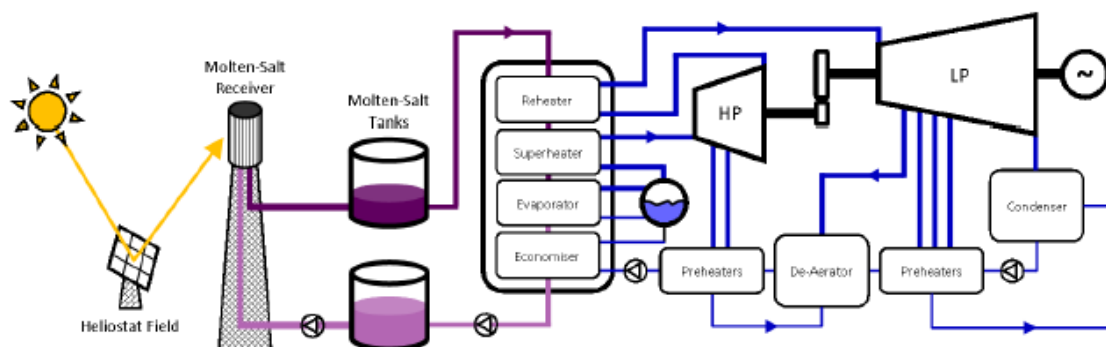 Molten-Salt
Receiver
Molten-Salt
Tanks
Heliostat Field
Reheater
Superheater
Evaporator
Economiser
HP
LP
~
Preheaters
De-Aerator
Preheaters
Condenser